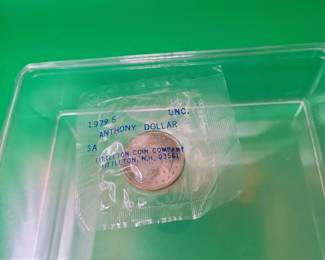 1979 S UNC.
ANTHONY DOLLAR
SA
LITTLETON COIN COMPANY
LITTLETON, N.H. 03561